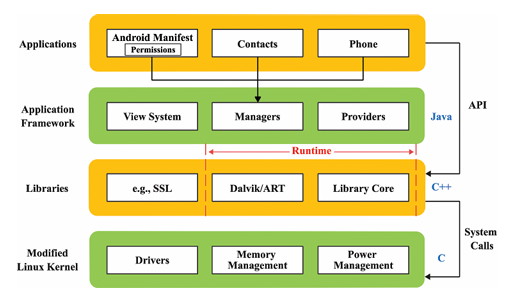 Applications
Android Manifest
Permissions
Contacts
Phone
API
Application
Framework
View System
Managers
Providers
Java
Runtime
Libraries
e.g., SSL
Dalvik/ART
Library Core
C++
System
Calls
Modified
Linux Kernel
Drivers
Memory
Management
Power
Management
C